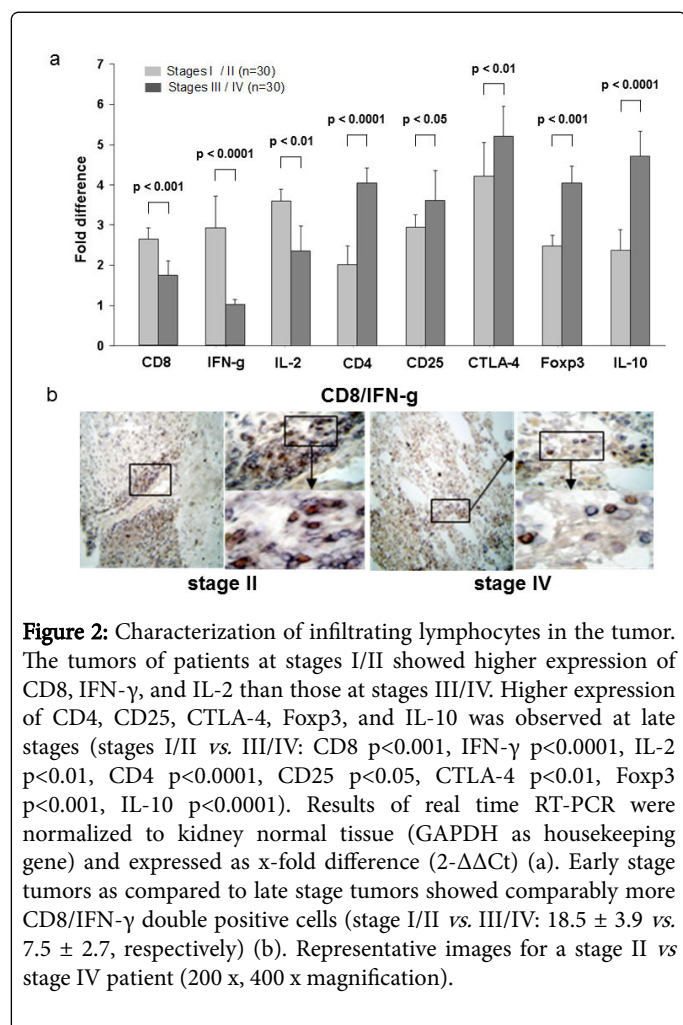 a
7
6
5
4
3
2
1
0
Fold difference
Stages I / II (n=30)
Stages III / IV (n=30)
p < 0.001
p < 0.0001
p < 0.01
p < 0.0001
p < 0.05
p < 0.01
p < 0.001
p < 0.0001
CD8 IFN-g IL-2 CD4 CD25 CTLA-4 Foxp3 IL-10
b
CD8/IFN-g
stage II stage IV
Figure 2: Characterization of infiltrating lymphocytes in the tumor.
The tumors of patients at stages I/II showed higher expression of
CD8, IFN-γ, and IL-2 than those at stages III/IV. Higher expression
of CD4, CD25, CTLA-4, Foxp3, and IL-10 was observed at late
stages (stages I/II vs. III/IV: CD8 p<0.001, IFN-γ p<0.0001, IL-2
p<0.01, CD4 p<0.0001, CD25 p<0.05, CTLA-4 p<0.01, Foxp3
p<0.001, IL-10 p<0.0001). Results of real time RT-PCR were
normalized to kidney normal tissue (GAPDH as housekeeping
gene) and expressed as x-fold difference (2-ΔΔCt) (a). Early stage
tumors as compared to late stage tumors showed comparably more
CD8/IFN-γ double positive cells (stage I/II vs. III/IV: 18.5 ± 3.9 vs.
7.5 ± 2.7, respectively) (b). Representative images for a stage II vs
stage IV patient (200 x, 400 x magnification).